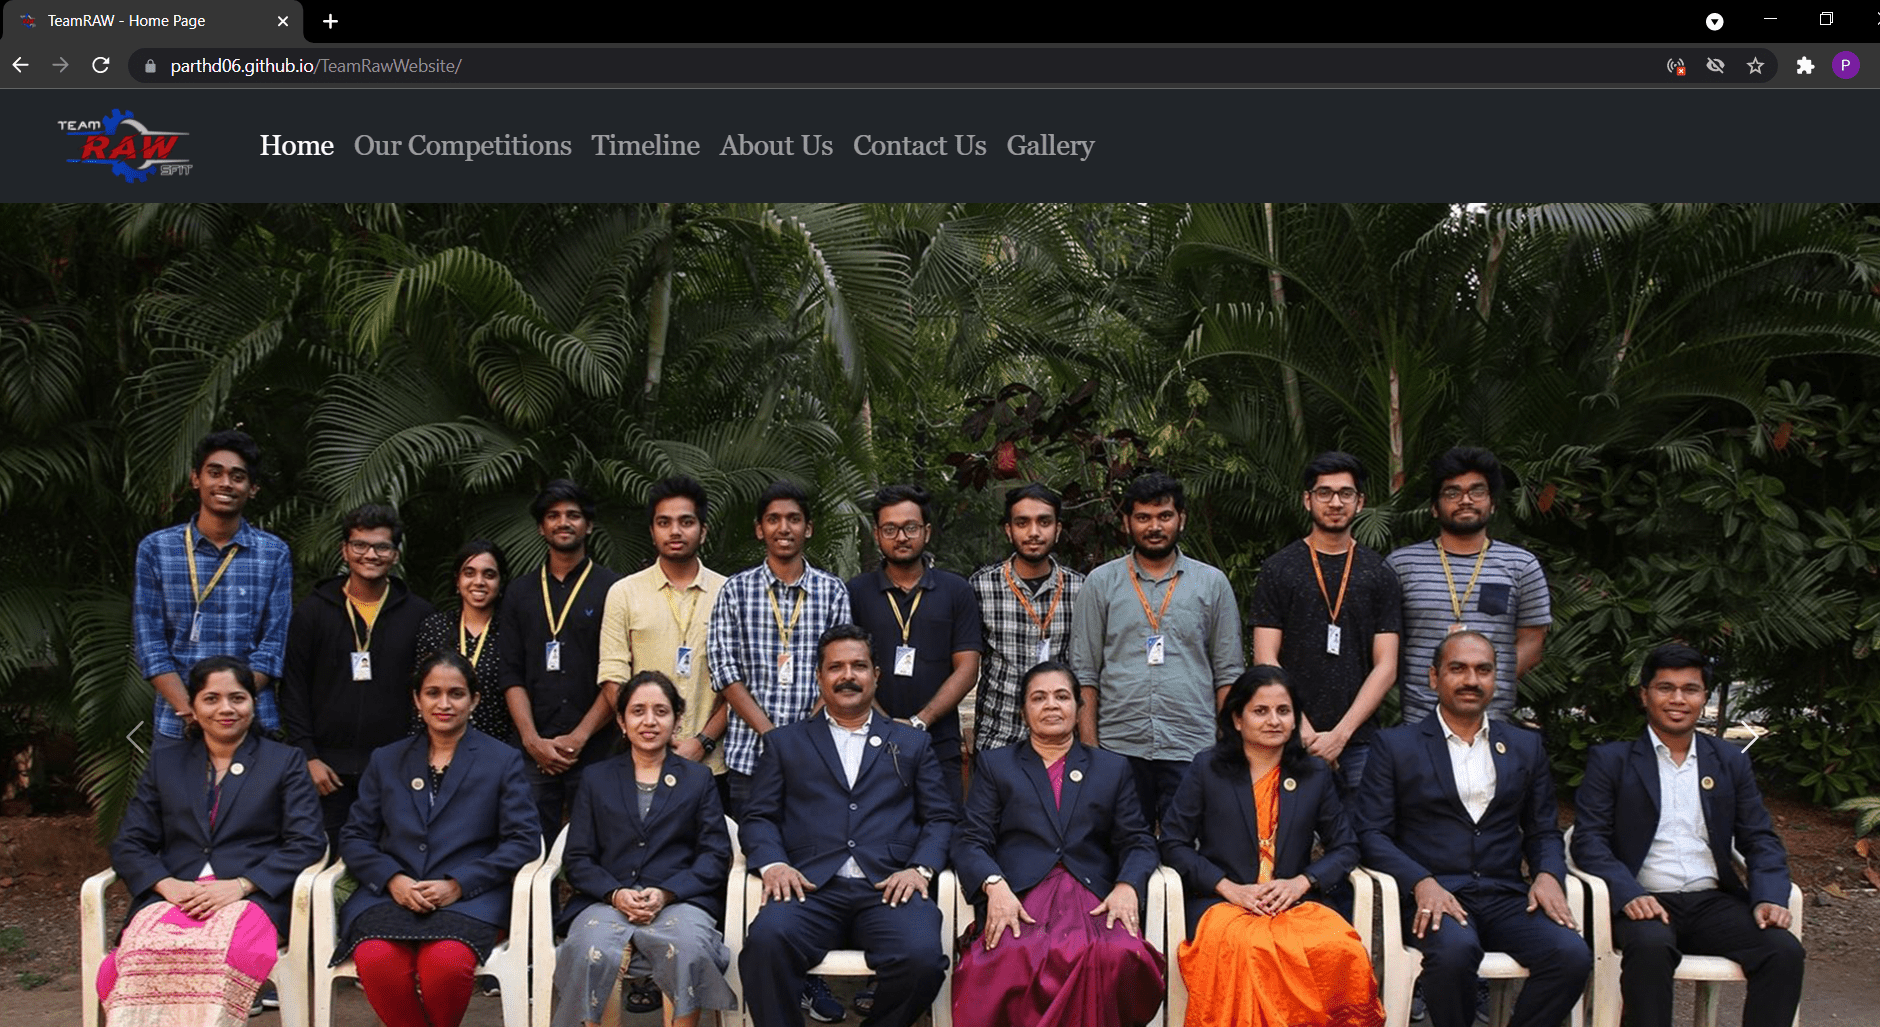 TeamRAW - Home Page
parthd06.github.io/TeamRawWebsite/
P
TEAM
RAW
SFIT
Home Our Competitions Timeline About Us Contact Us Gallery